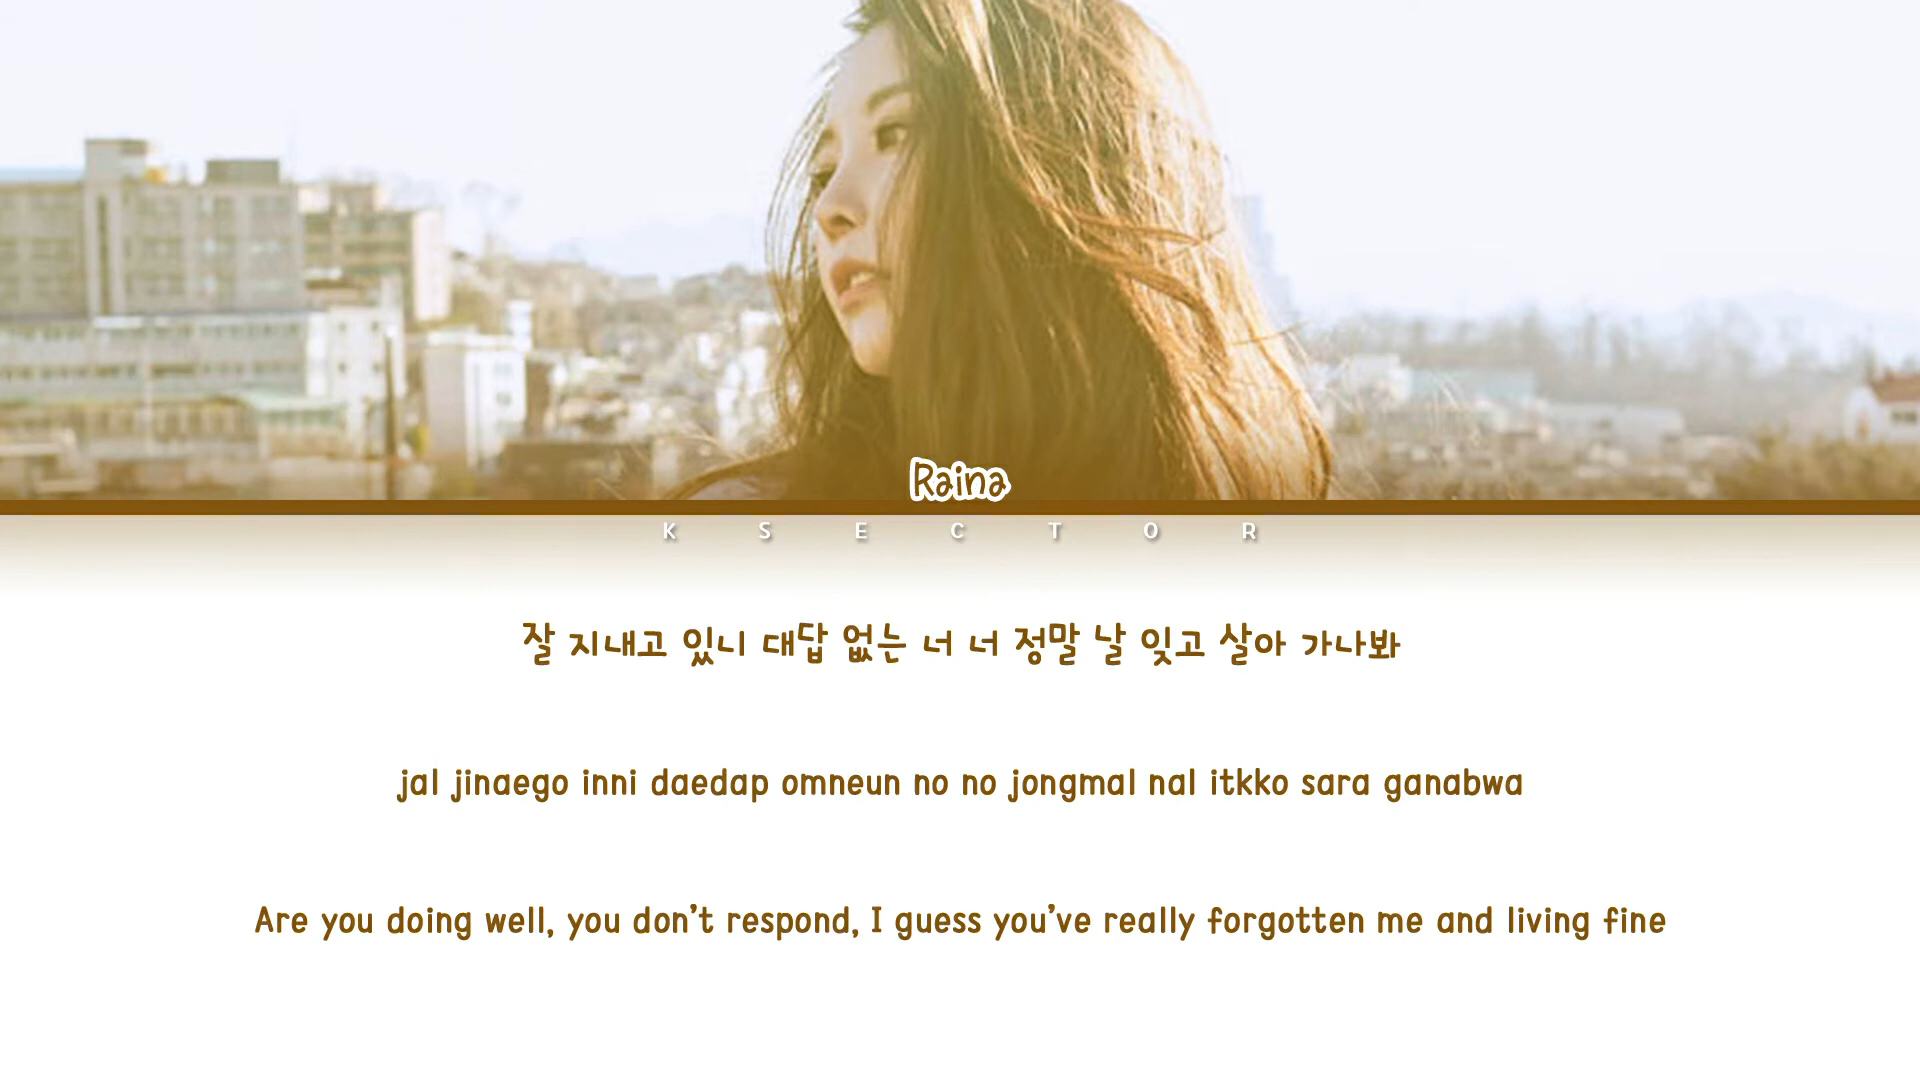 Raina
K S E C T O R
잘 지내고 있니 대답 없는 너 너 정말 날 잊고 살아 가나봐
jal jinaego inni daedap omneun no no jongmal nal itkko sara ganabwa
Are you doing well, you don't respond, I guess you've really forgotten me and living fine